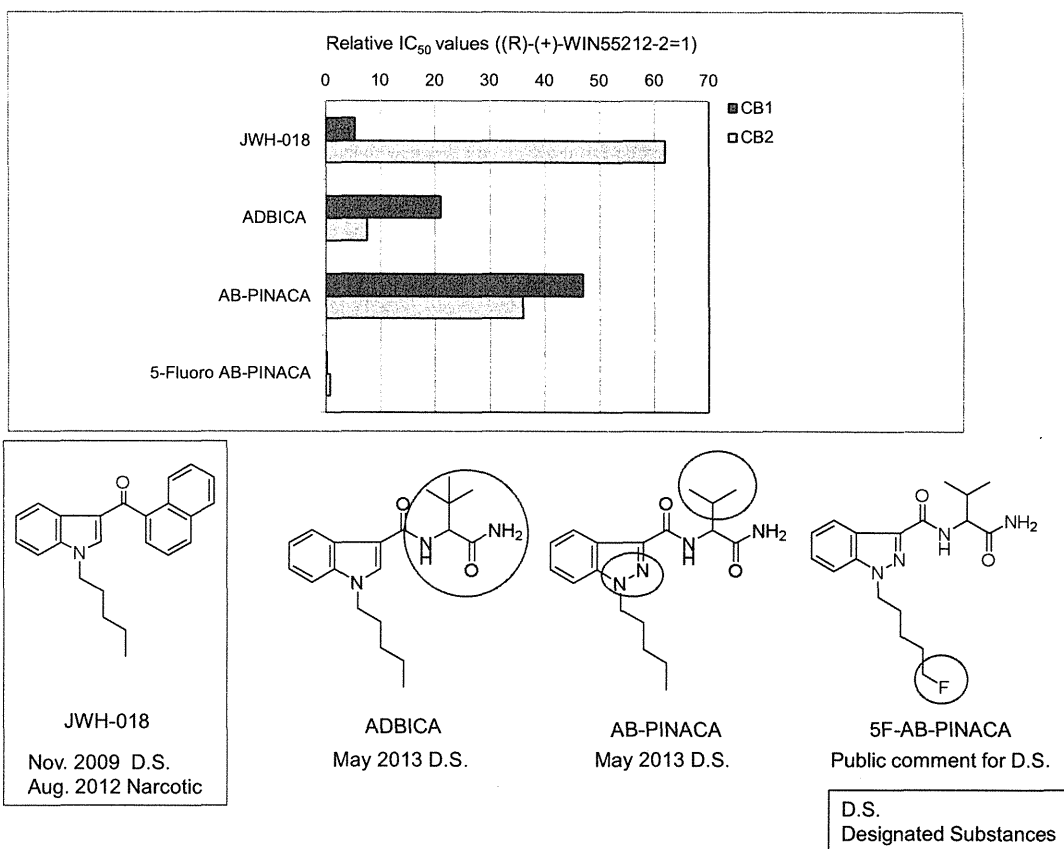 Relative IC50 values ((R)-(+)-WIN55212-2=1)
0 10 20 30 40 50 60 70
CB1
CB2
JWH-018
ADBICA
AB-PINACA
5-Fluoro AB-PINACA
O
N
O
N
H
NH2
O
N
O
N
H
NH2
O
N
N
O
N
H
NH2
O
N
N
F
JWH-018
Nov. 2009 D.S.
Aug. 2012 Narcotic
ADBICA
May 2013 D.S.
AB-PINACA
May 2013 D.S.
5F-AB-PINACA
Public comment for D.S.
D.S.
Designated Substances